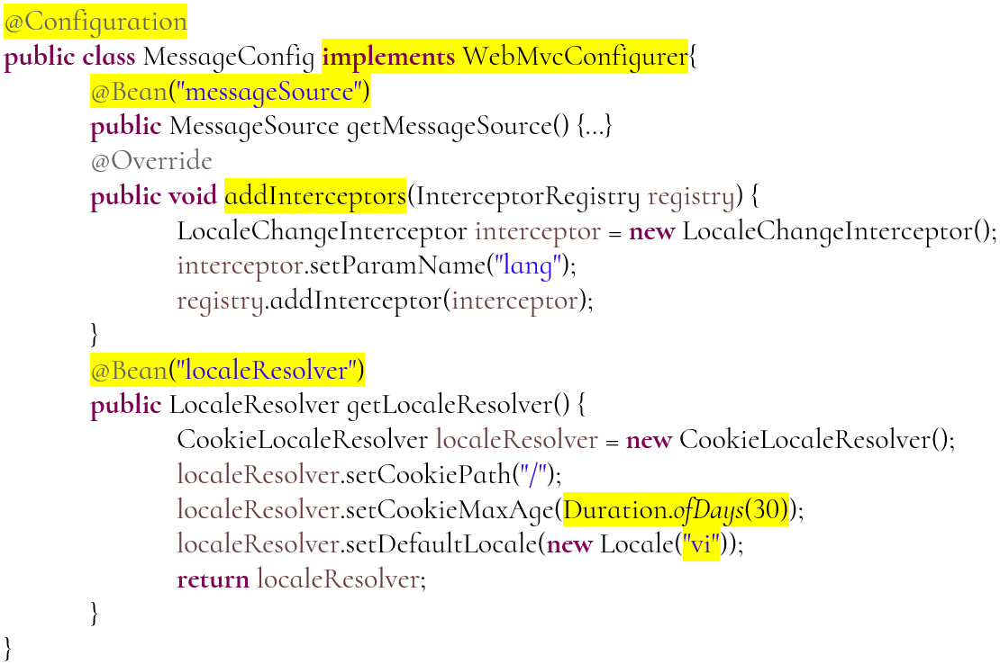 @Configuration
public class MessageConfig implements WebMvcConfigurer{
@Bean("messageSource")
public MessageSource getMessageSource() {...}
@Override
public void addInterceptors(InterceptorRegistry registry) {
LocaleChangeInterceptor interceptor = new LocaleChangeInterceptor();
interceptor.setParamName("lang");
registry.addInterceptor(interceptor);
}
@Bean("localeResolver")
public LocaleResolver getLocaleResolver() {
CookieLocaleResolver localeResolver = new CookieLocaleResolver();
localeResolver.setCookiePath("/");
localeResolver.setCookieMaxAge(Duration.ofDays(30));
localeResolver.setDefaultLocale(new Locale("vi"));
return localeResolver;
}
}